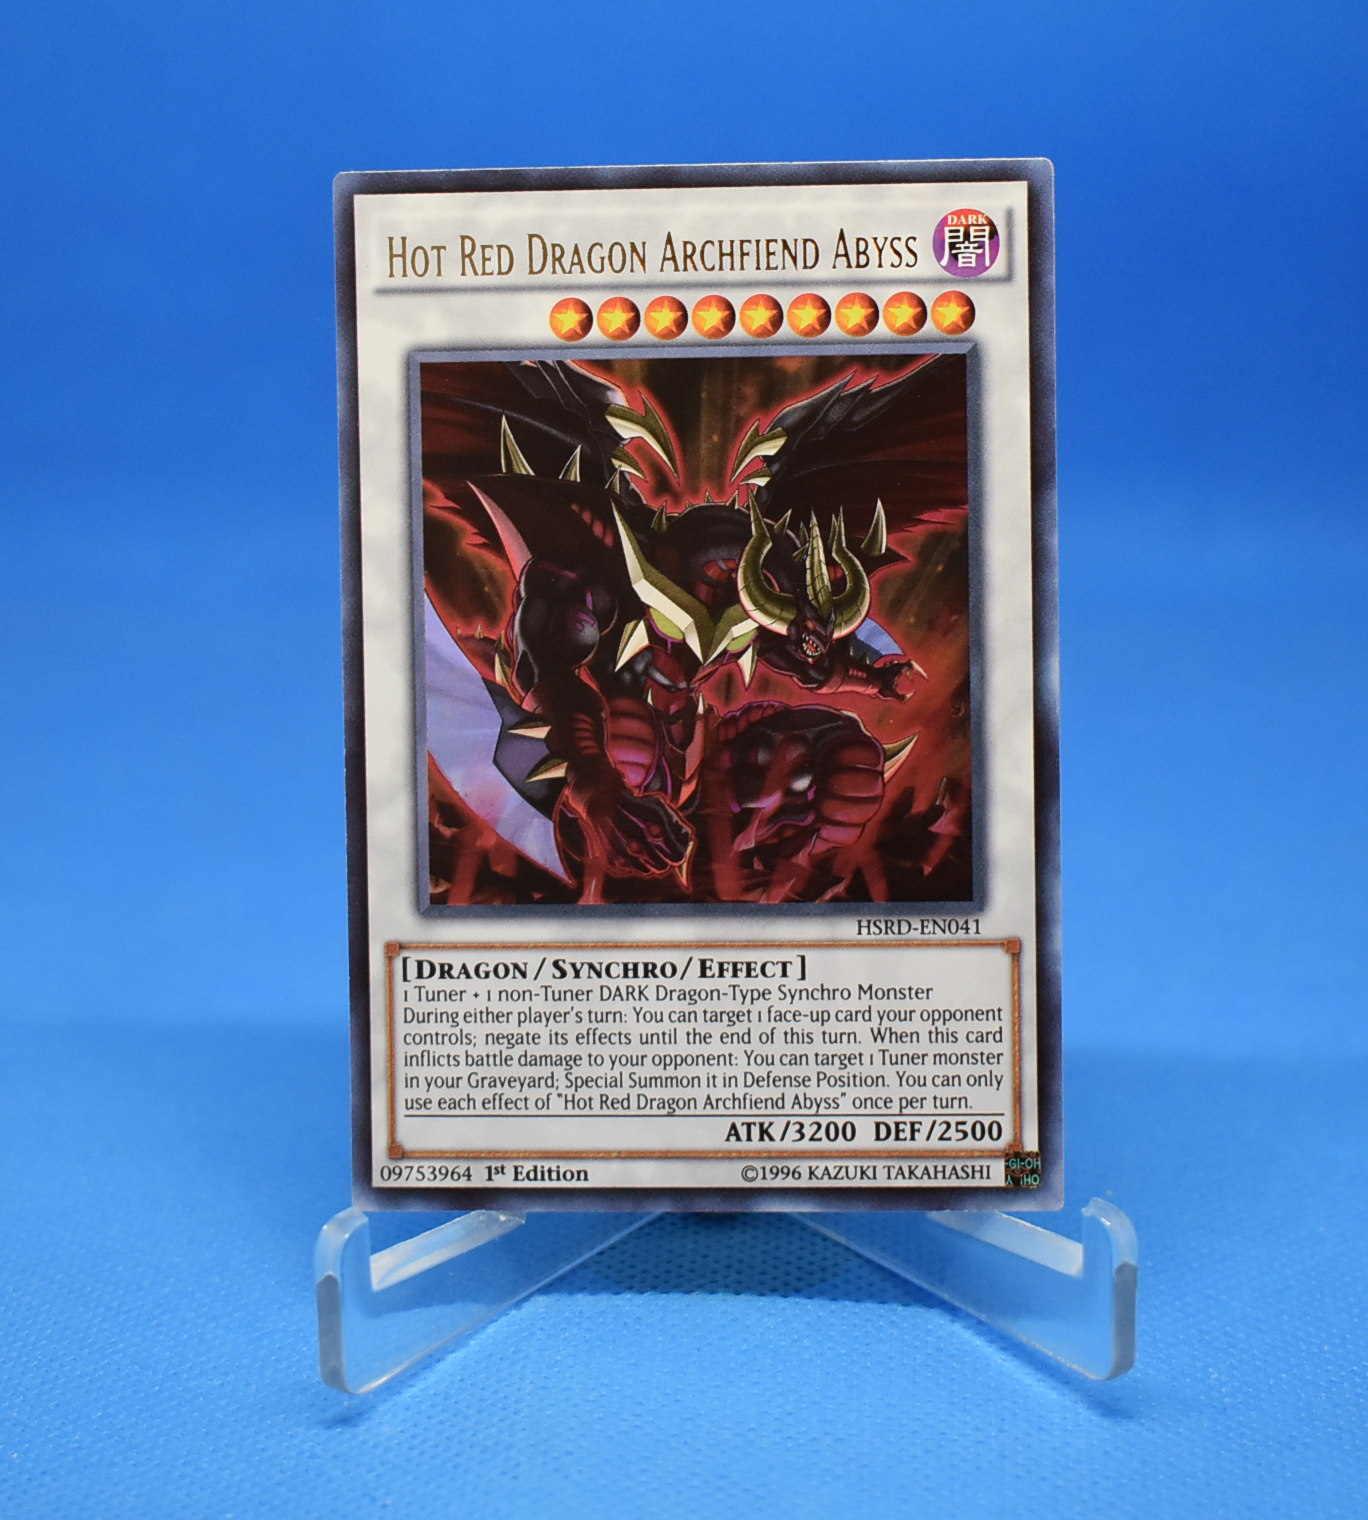 HOT RED DRAGON ARCHFIEND ABYSS
DARK
闇
HSRD-EN041
[DRAGON/SYNCHRO/EFFECT]
1 Tuner + 1 non-Tuner DARK Dragon-Type Synchro Monster
During either player's turn: You can target 1 face-up card your opponent
controls; negate its effects until the end of this turn. When this card
inflicts battle damage to your opponent: You can target 1 Tuner monster
in your Graveyard; Special Summon it in Defense Position. You can only
use each effect of "Hot Red Dragon Archfiend Abyss" once per turn.
ATK/3200 DEF/2500
09753964 1st Edition ©1996 KAZUKI TAKAHASHI